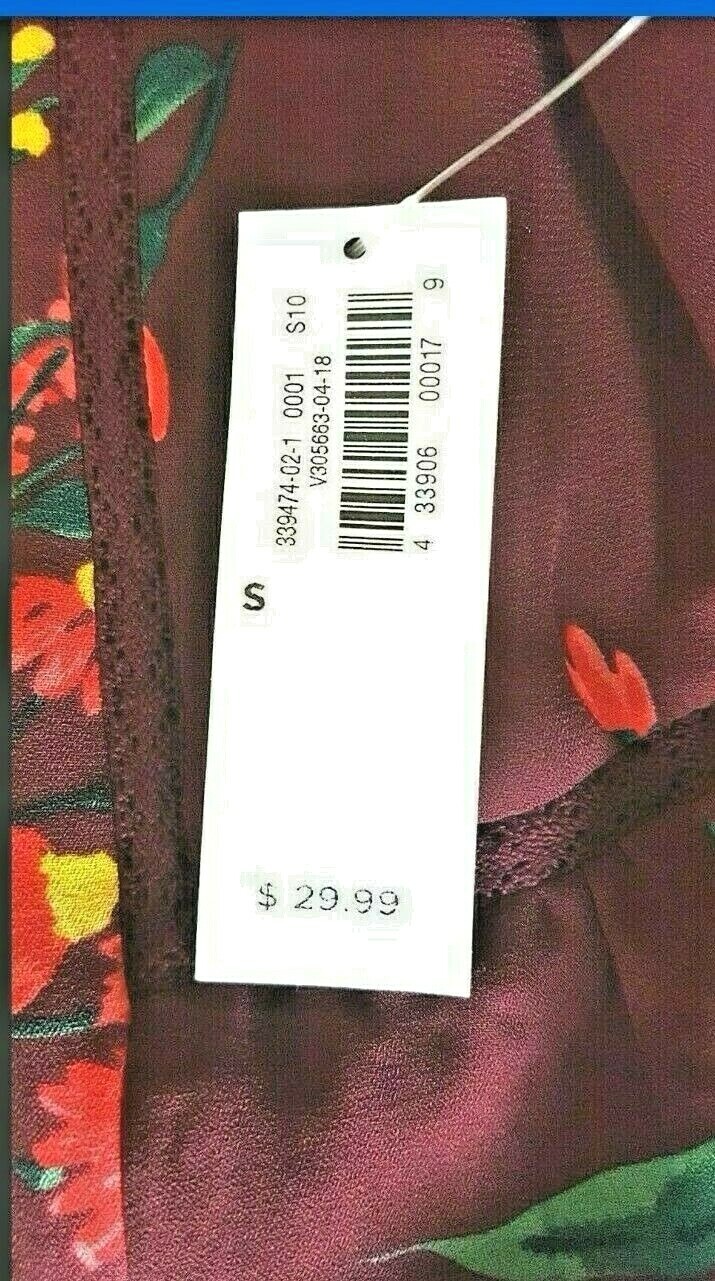 339474-02-1 0001 S10
V305663-04-18
4 33906 00017 9
S
$ 29.99